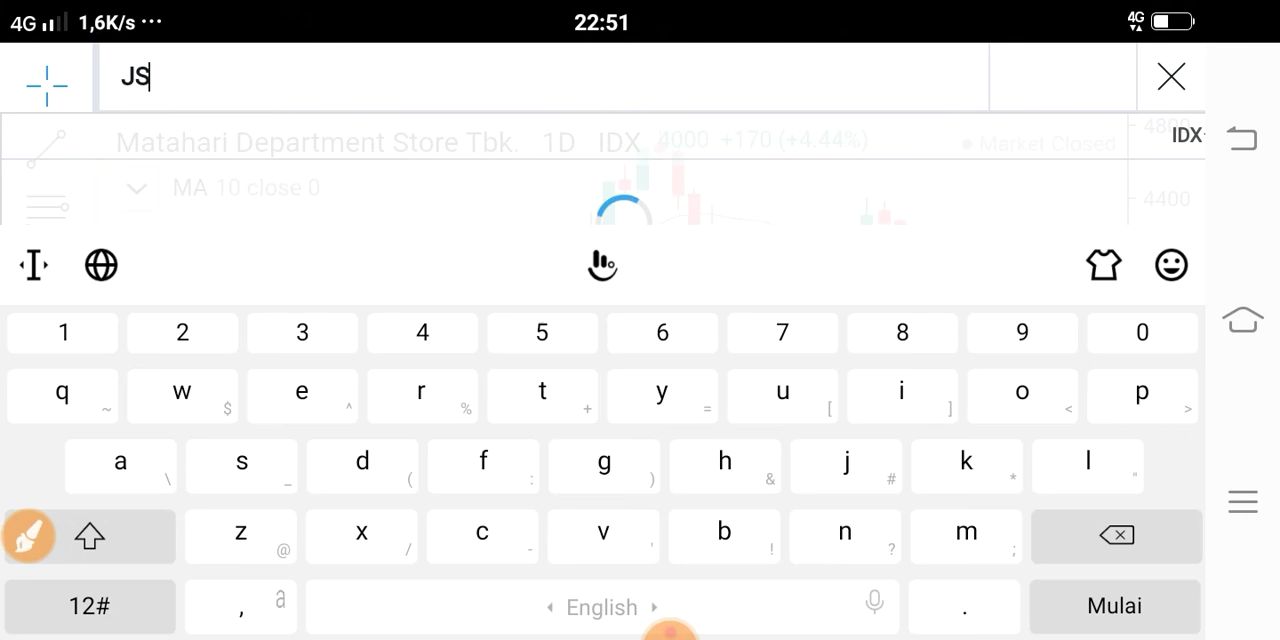 4G 1,6K/s ··· 22:51 4G
JS
Matahari Department Store Tbk. 1D IDX 4000 +170 (+4.44%) Market Closed 4800 IDX
MA 10 close 0 4400
1 2 3 4 5 6 7 8 9 0
q ~ w $ e ^ r % t + y = u [ i ] o < p >
a \ s _ d ( f : g ) h & j # k * l "
z @ x / c - v ' b ! n ? m ;
12# , English . Mulai